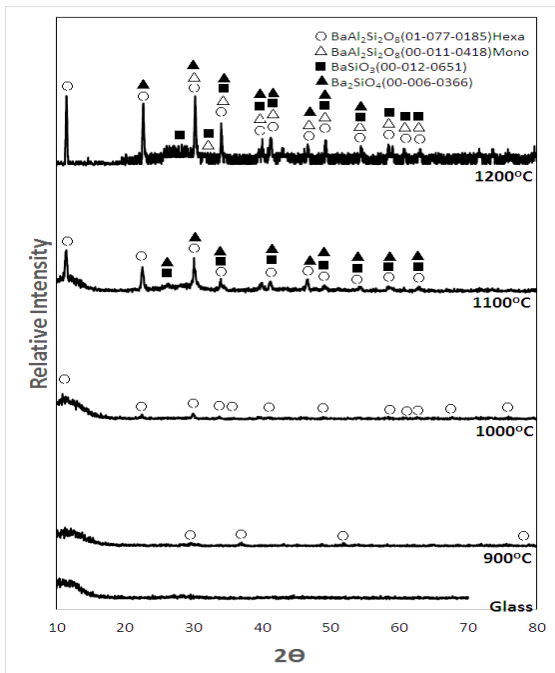 BaAl2Si2O8(01-077-0185)Hexa
BaAl2Si2O8(00-011-0418)Mono
BaSiO3(00-012-0651)
Ba2SiO4(00-006-0366)
1200°C
1100°C
1000°C
900°C
Glass
Relative Intensity
10 20 30 40 50 60 70 80
2Ɵ